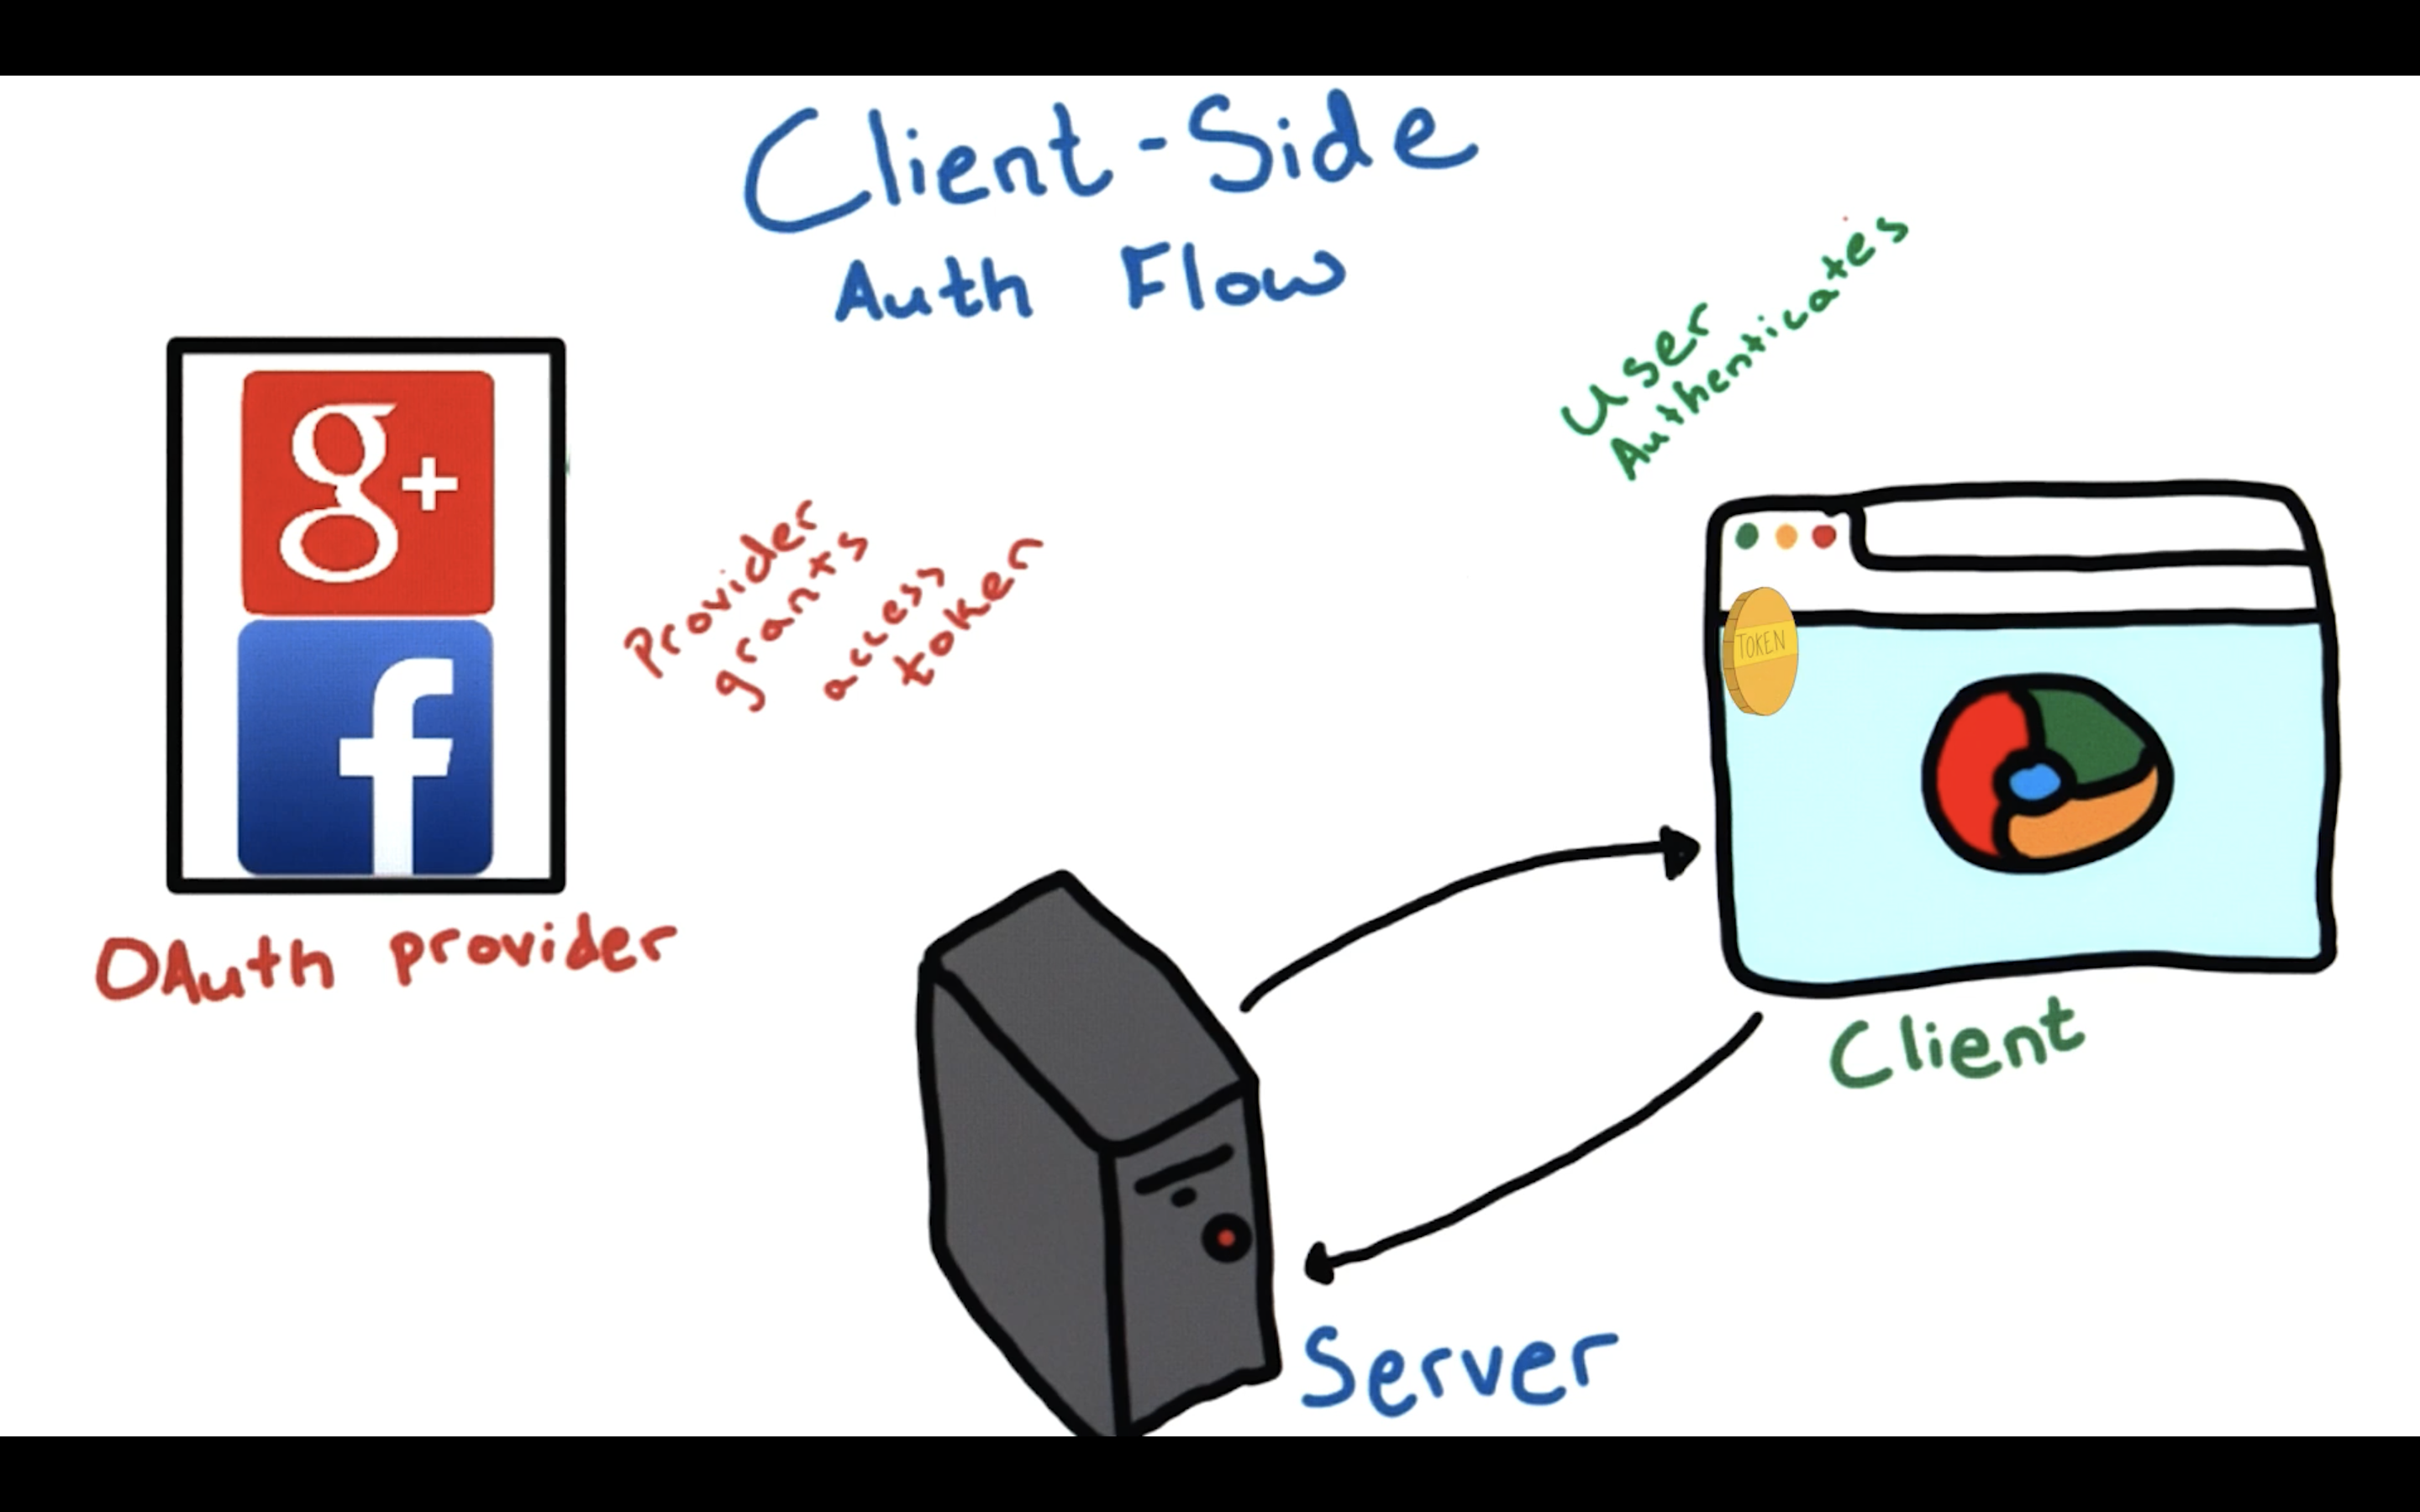 Client-Side
Auth Flow
User
Authenticates
g+
Provider
grants
access
token
TOKEN
f
OAuth provider
Client
Server